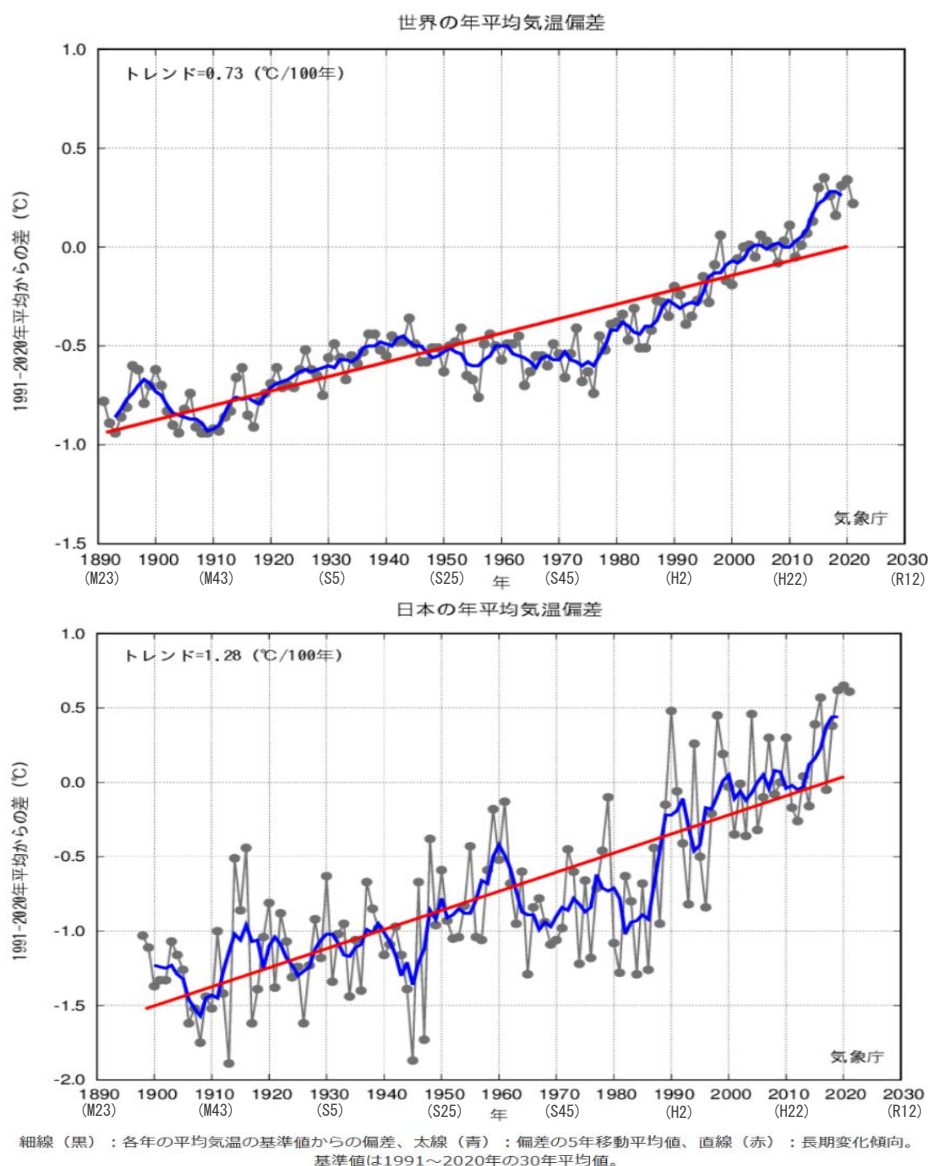 世界の年平均気温偏差
1.0
トレンド=0.73 (℃/100年)
0.5
0.0
-0.5
-1.0
-1.5
1991-2020年平均からの差 (℃)
気象庁
1890 1900 1910 1920 1930 1940 1950 1960 1970 1980 1990 2000 2010 2020 2030
(M23) (M43) (S5) (S25) (S45) (H2) (H22) (R12)
年
日本の年平均気温偏差
1.0
トレンド=1.28 (℃/100年)
0.5
0.0
-0.5
-1.0
-1.5
-2.0
1991-2020年平均からの差 (℃)
気象庁
1890 1900 1910 1920 1930 1940 1950 1960 1970 1980 1990 2000 2010 2020 2030
(M23) (M43) (S5) (S25) (S45) (H2) (H22) (R12)
年
細線（黒）：各年の平均気温の基準値からの偏差、太線（青）：偏差の5年移動平均値、直線（赤）：長期変化傾向。
基準値は1991～2020年の30年平均値。